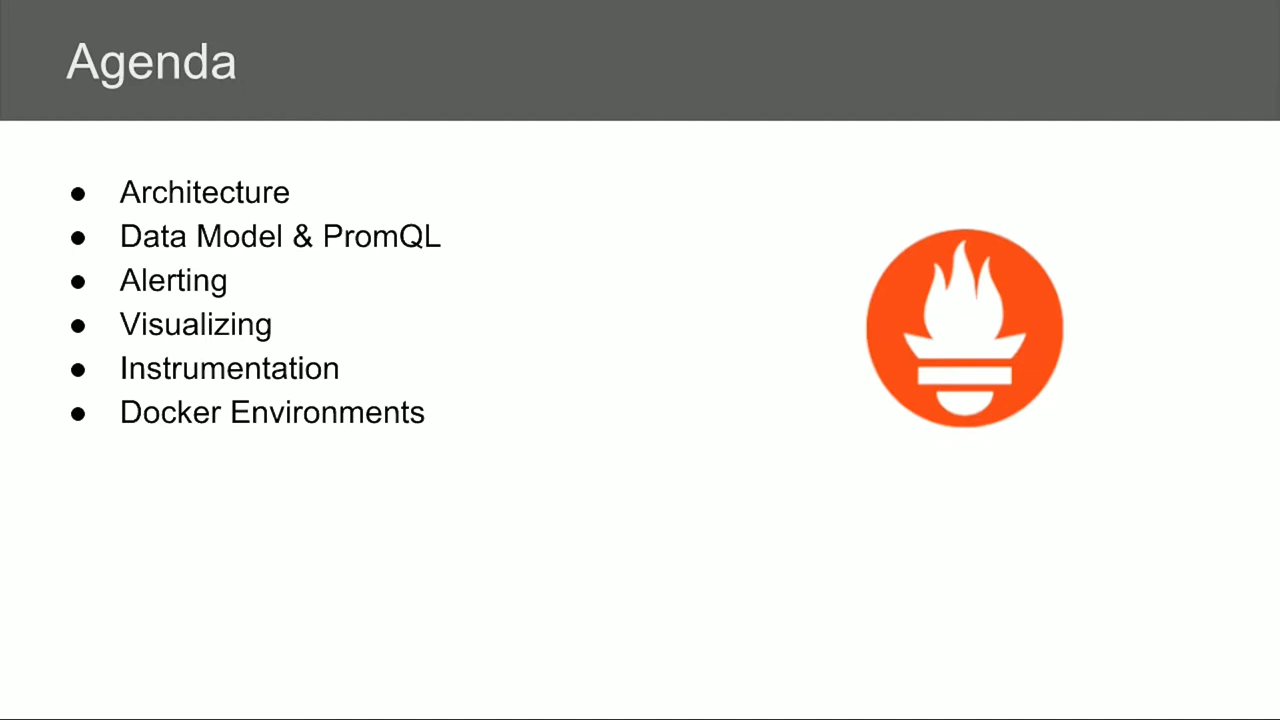 Agenda
● Architecture
● Data Model & PromQL
● Alerting
● Visualizing
● Instrumentation
● Docker Environments